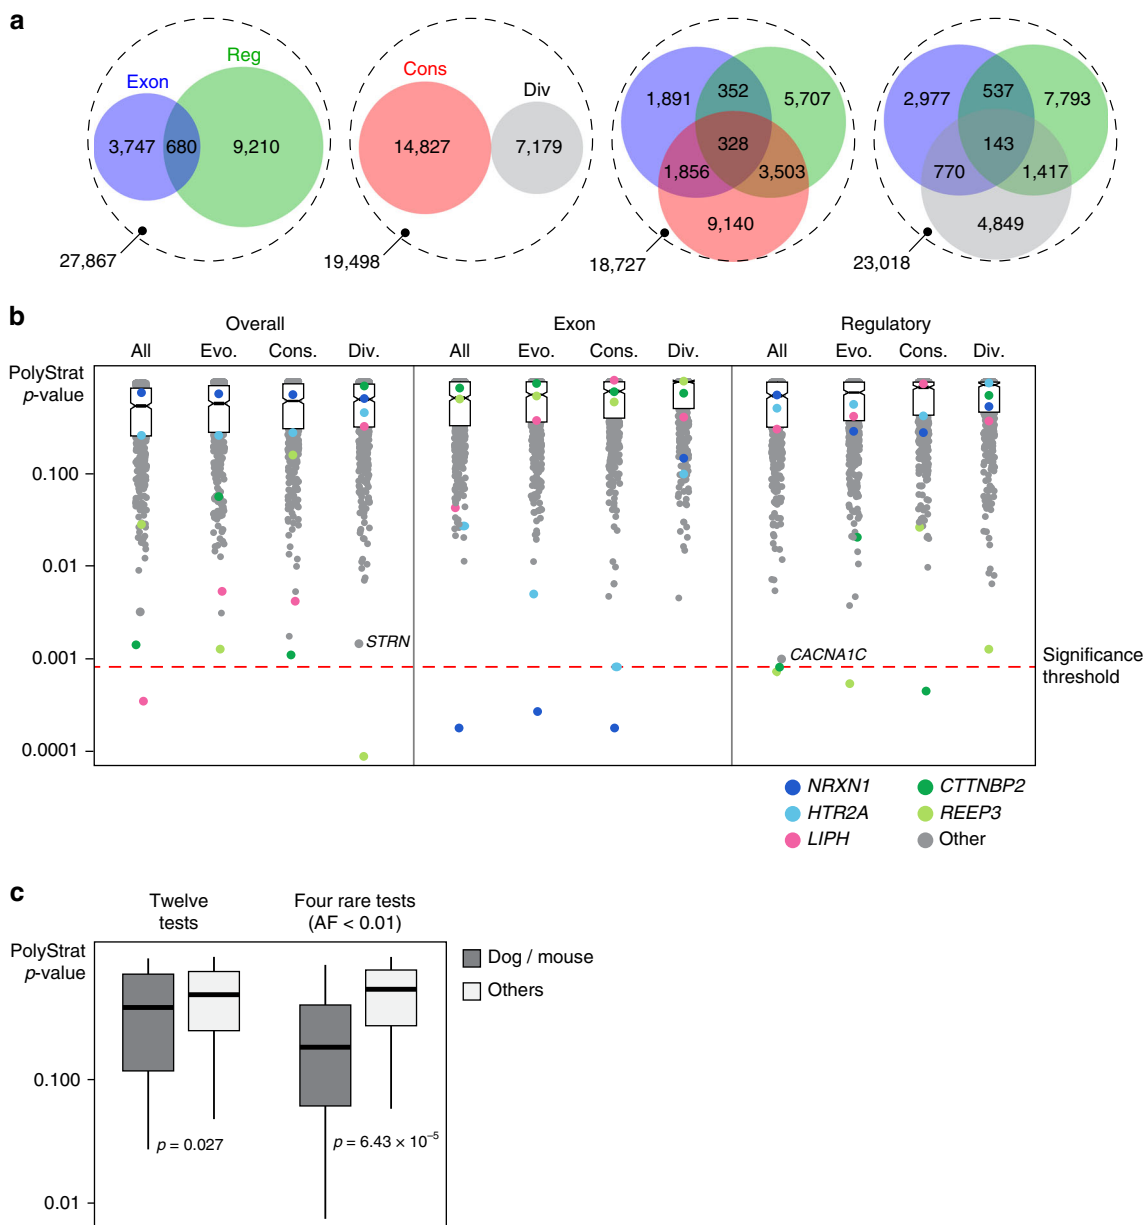 a
Exon
Reg
3,747
680
9,210
27,867
Cons
Div
14,827
7,179
19,498
1,891
352
5,707
328
1,856
3,503
9,140
18,727
2,977
537
7,793
143
770
1,417
4,849
23,018
b
Overall
Exon
Regulatory
All
Evo.
Cons.
Div.
All
Evo.
Cons.
Div.
All
Evo.
Cons.
Div.
PolyStrat
p-value
0.100
0.01
0.001
0.0001
STRN
CACNA1C
Significance
threshold
NRXN1
HTR2A
LIPH
CTTNBP2
REEP3
Other
c
Twelve
tests
Four rare tests
(AF < 0.01)
PolyStrat
p-value
Dog / mouse
Others
0.100
0.01
p = 0.027
p = 6.43 × 10⁻⁵